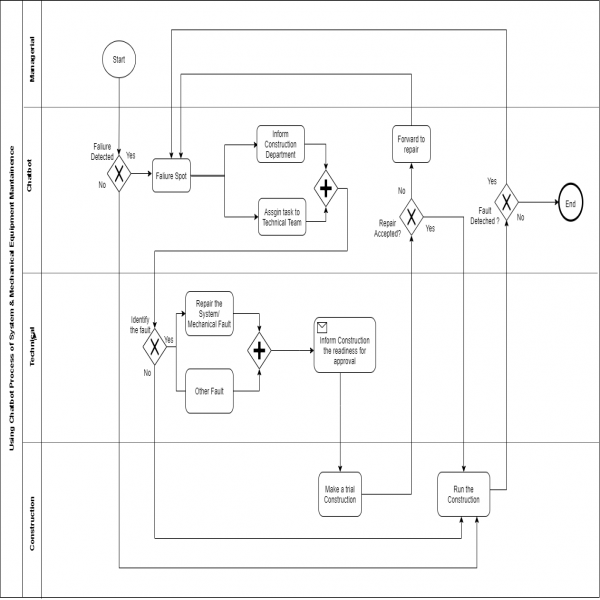 Using Chatbot Process of System & Mechanical Equipment Mantainence
Managerial
Start
Chatbot
Faliure
Detected
Yes
No
Faliure Spot
Inform
Construction
Department
Assgin task to
Technical Team
Forward to
repair
No
Repair
Accepted?
Yes
Yes
Fault
Deteched ?
No
End
Technical
Identify
the fault
Yes
No
Repair the
System/
Mechanical Fault
Other Fault
Inform Construction
the readiness for
approval
Construction
Make a trial
Construction
Run the
Construction